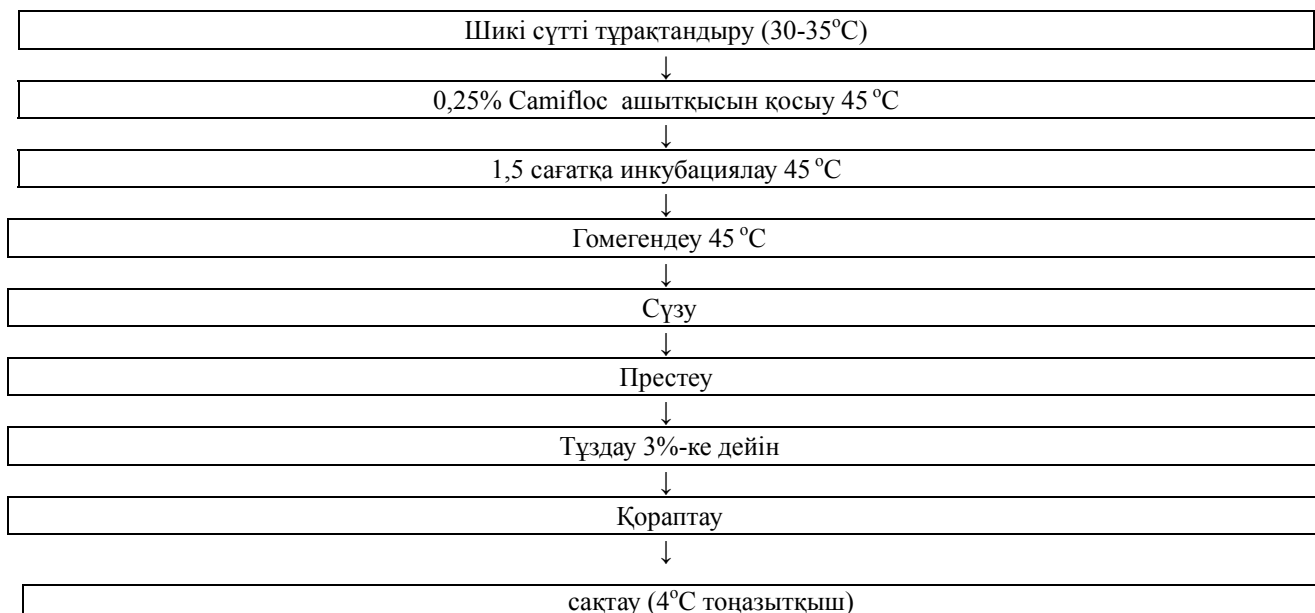 Шикі сүтті тұрақтандыру (30-35°С)
↓
0,25% Camifloc ашытқысын қосыу 45 °С
↓
1,5 сағатқа инкубациялау 45 °С
↓
Гомегендеу 45 °С
↓
Сүзу
↓
Престеу
↓
Тұздау 3%-ке дейін
↓
Қораптау
↓
сақтау (4°С тоңазытқыш)